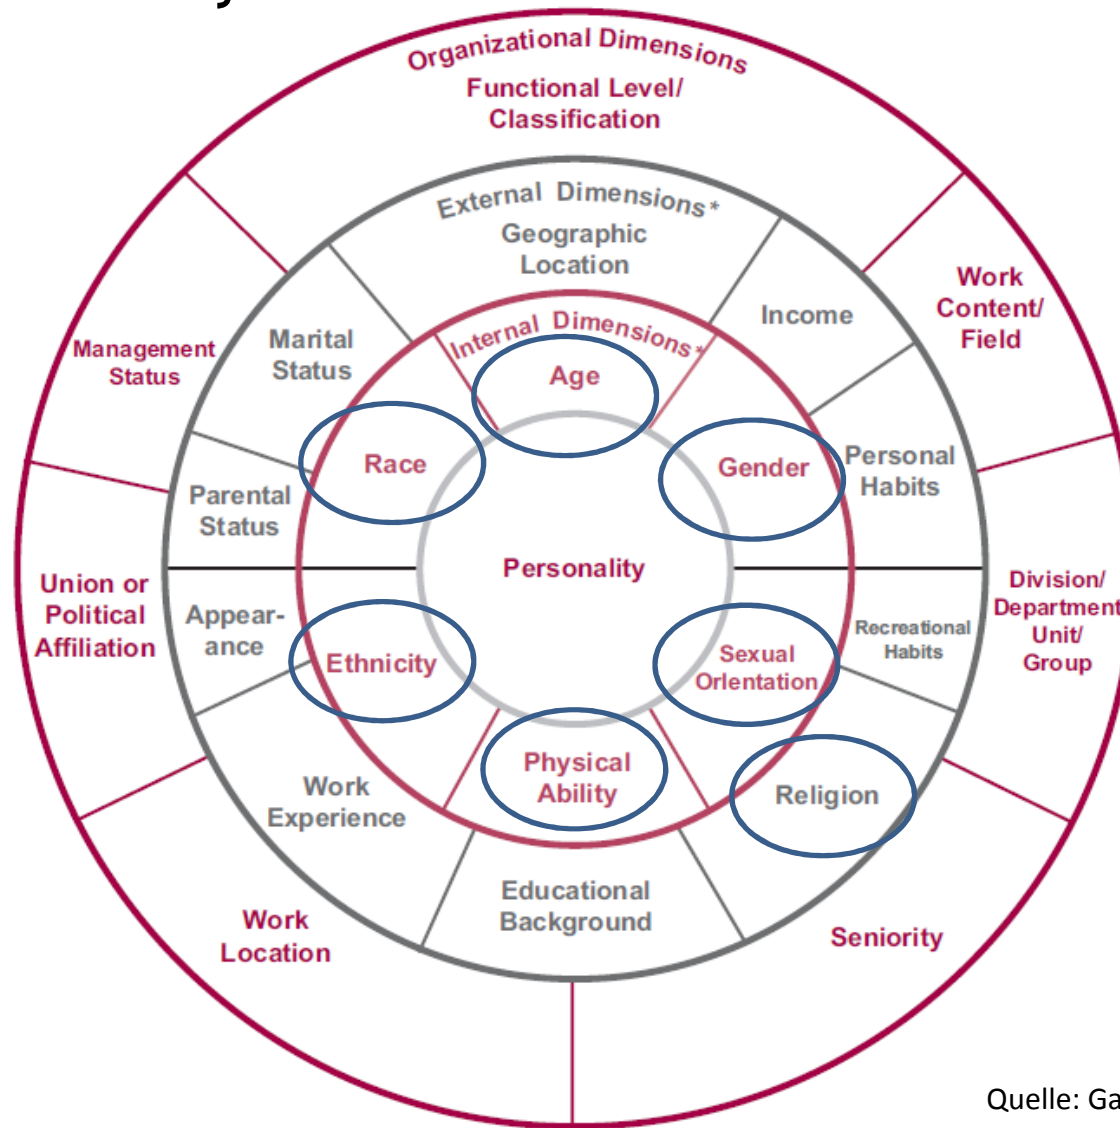 Organizational Dimensions
Functional Level/
Classification
External Dimensions*
Geographic
Location
Internal Dimensions*
Age
Income
Work
Content/
Field
Marital
Status
Management
Status
Race
Gender
Personal
Habits
Parental
Status
Personality
Union or
Political
Affiliation
Appear-
ance
Ethnicity
Sexual
OrIentation
Recreational
Habits
Division/
Department
Unit/
Group
Physical
Ability
Religion
Work
Experience
Educational
Background
Work
Location
Seniority
Quelle: Ga